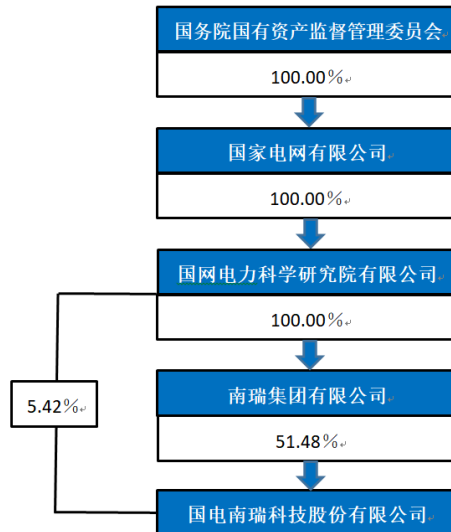 国务院国有资产监督管理委员会
100.00%
国家电网有限公司
100.00%
国网电力科学研究院有限公司
100.00%
南瑞集团有限公司
5.42%
51.48%
国电南瑞科技股份有限公司